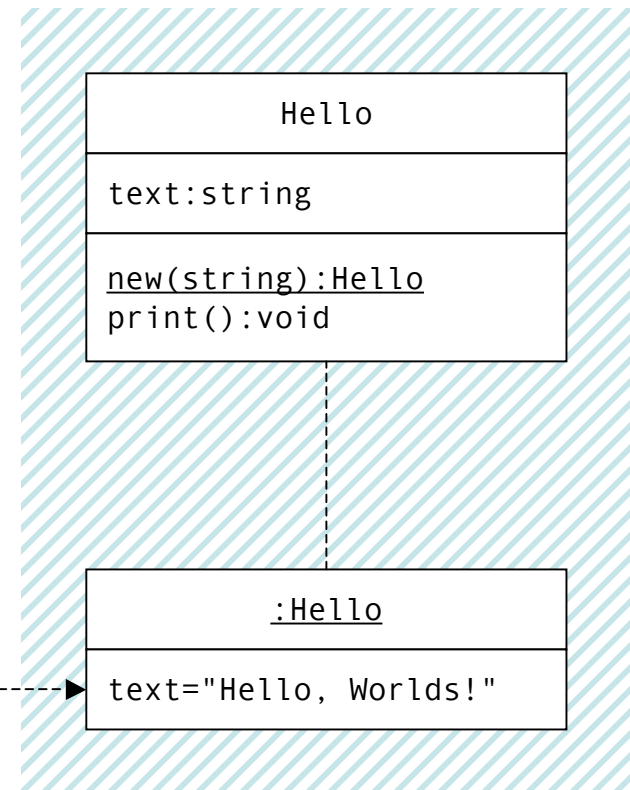 Hello
text:string
new(string):Hello
print():void
:Hello
text="Hello, Worlds!"